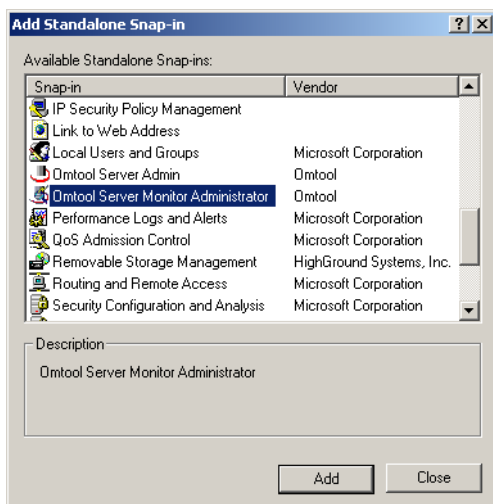 Add Standalone Snap-in
Available Standalone Snap-ins:
Snap-in Vendor
IP Security Policy Management
Link to Web Address
Local Users and Groups Microsoft Corporation
Omtool Server Admin Omtool
Omtool Server Monitor Administrator Omtool
Performance Logs and Alerts Microsoft Corporation
QoS Admission Control Microsoft Corporation
Removable Storage Management HighGround Systems, Inc.
Routing and Remote Access Microsoft Corporation
Security Configuration and Analysis Microsoft Corporation
Description
Omtool Server Monitor Administrator
Add Close